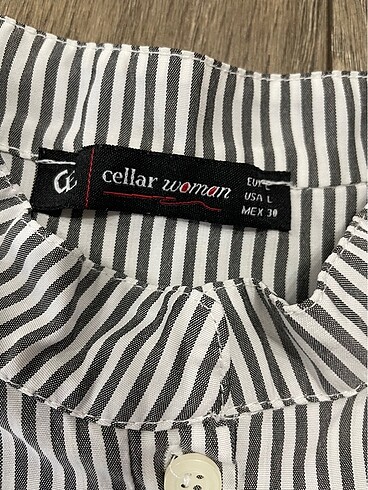 cellar woman
EUR L
USA L
MEX 30